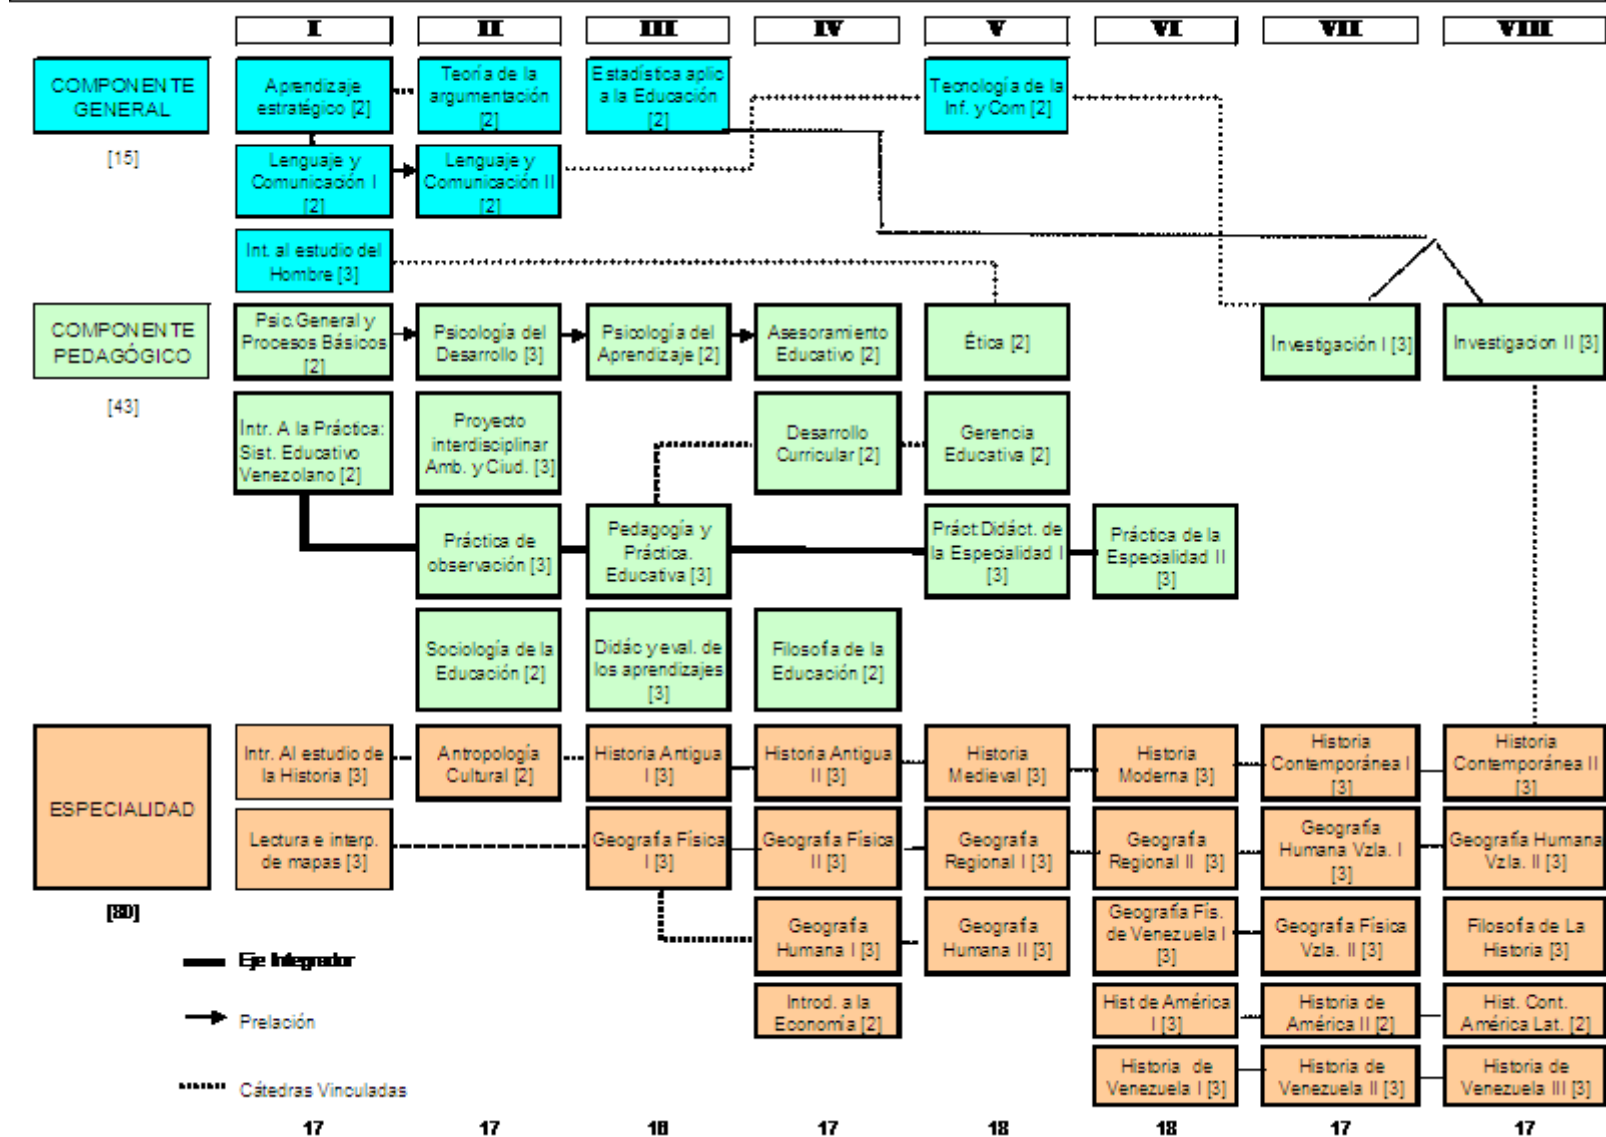 I II III IV V VI VII VIII
COMPONENTE
GENERAL
[15]
Aprendizaje
estratégico [2]
Teoría de la
argumentación
[2]
Estadística aplic
a la Educación
[2]
Tecnología de la
Inf. y Com [2]
Lenguaje y
Comunicación I
[2]
Lenguaje y
Comunicación II
[2]
Int. al estudio del
Hombre [3]
COMPONENTE
PEDAGÓGICO
[43]
Psic.General y
Procesos Básicos
[2]
Psicología del
Desarrollo [3]
Psicología del
Aprendizaje [2]
Asesoramiento
Educativo [2]
Ética [2]
Investigación I [3]
Investigacion II [3]
Intr. A la Práctica:
Sist. Educativo
Venezolano [2]
Proyecto
interdisciplinar
Amb. y Ciud. [3]
Desarrollo
Curricular [2]
Gerencia
Educativa [2]
Práctica de
observación [3]
Pedagogía y
Práctica.
Educativa [3]
Práct.Didáct. de
la Especialidad I
[3]
Práctica de la
Especialidad II
[3]
Sociología de la
Educación [2]
Didác y eval. de
los aprendizajes
[3]
Filosofía de la
Educación [2]
ESPECIALIDAD
[80]
Intr. Al estudio de
la Historia [3]
Antropología
Cultural [2]
Historia Antigua
I [3]
Historia Antigua
II [3]
Historia
Medieval [3]
Historia
Moderna [3]
Historia
Contemporánea I
[3]
Historia
Contemporánea II
[3]
Lectura e interp.
de mapas [3]
Geografía Física
I [3]
Geografía Física
II [3]
Geografía
Regional I [3]
Geografía
Regional II [3]
Geografía
Humana Vzla. I
[3]
Geografía Humana
Vzla. II [3]
Geografía
Humana I [3]
Geografía
Humana II [3]
Geografía Fís.
de Venezuela I
[3]
Geografía Física
Vzla. II [3]
Filosofía de La
Historia [3]
Introd. a la
Economía [2]
Hist de América
I [3]
Historia de
América II [2]
Hist. Cont.
América Lat. [2]
Historia de
Venezuela I [3]
Historia de
Venezuela II [3]
Historia de
Venezuela III [3]
Eje Integrador
Prelación
Cátedras Vinculadas
17 17 18 17 18 18 17 17